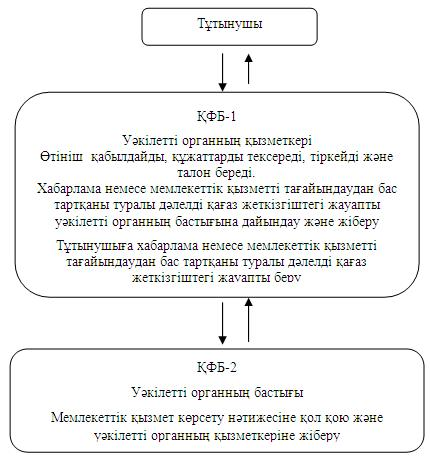 Тұтынушы
ҚФБ-1
Уәкілетті органның қызметкері
Өтініш қабылдайды, құжаттарды тексереді, тіркейді және
талон береді.
Хабарлама немесе мемлекеттік қызметті тағайындаудан бас
тартқаны туралы дәлелді қағаз жеткізгіштегі жауапты
уәкілетті органның бастығына дайындау және жіберу
Тұтынушыға хабарлама немесе мемлекеттік қызметті
тағайындаудан бас тартқаны туралы дәлелді қағаз
жеткізгіштегі жауапты беру
ҚФБ-2
Уәкілетті органның бастығы
Мемлекеттік қызмет көрсету нәтижесіне қол қою және
уәкілетті органның қызметкеріне жіберу